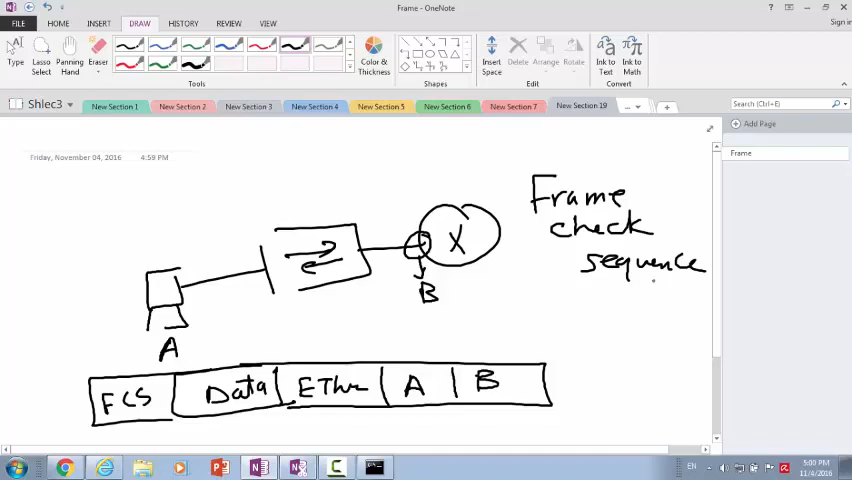 Frame - OneNote
Sign in
FILE HOME INSERT DRAW HISTORY REVIEW VIEW
Type
Lasso Select
Panning Hand
Eraser
Color & Thickness
Insert Space
Delete
Arrange
Rotate
Ink to Text
Ink to Math
Tools
Shapes
Edit
Convert
Shlec3
New Section 1
New Section 2
New Section 3
New Section 4
New Section 5
New Section 6
New Section 7
New Section 19
Search (Ctrl+E)
Add Page
Frame
Friday, November 04, 2016 4:59 PM
Frame
check
sequence
X
B
A
FCS Data EThr A B
EN
5:00 PM
11/4/2016